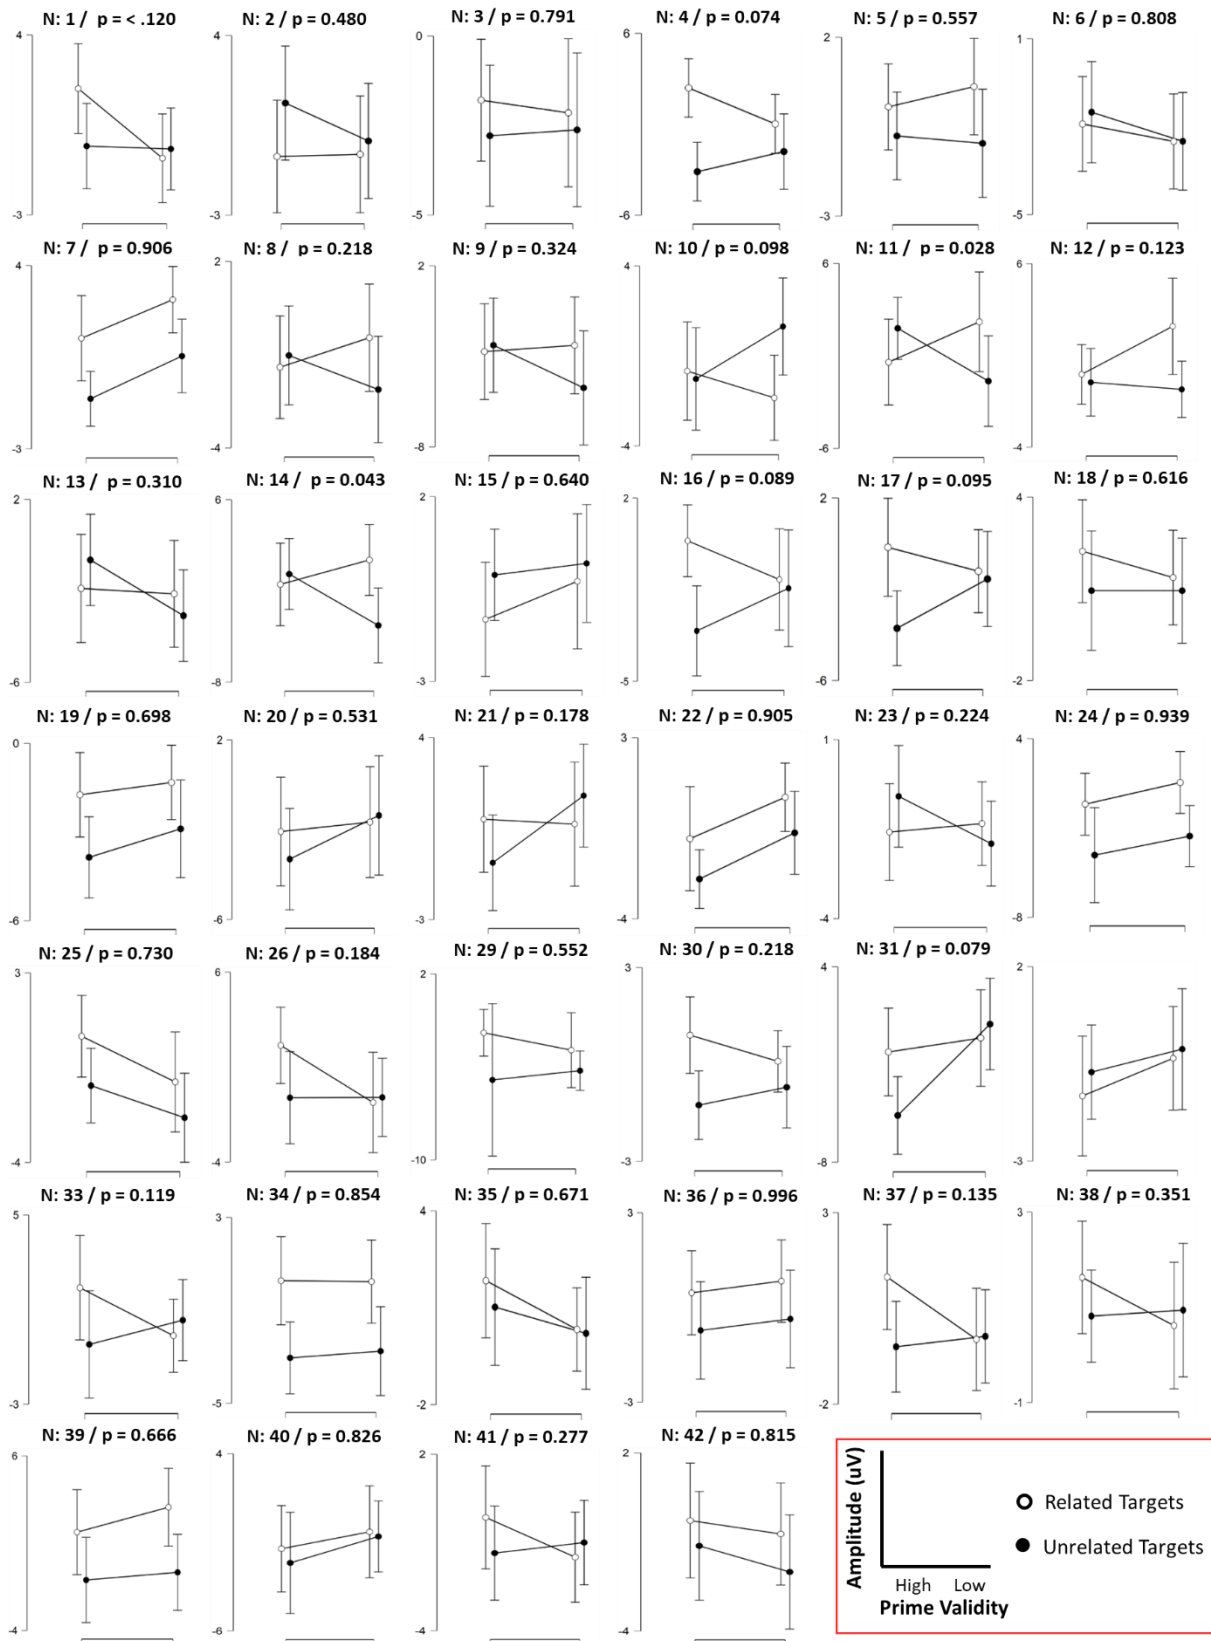 N: 1 / p = < .120 N: 2 / p = 0.480 N: 3 / p = 0.791 N: 4 / p = 0.074 N: 5 / p = 0.557 N: 6 / p = 0.808
4 4 0 6 2 1
-3 -3 -5 -6 -3 -5
N: 7 / p = 0.906 N: 8 / p = 0.218 N: 9 / p = 0.324 N: 10 / p = 0.098 N: 11 / p = 0.028 N: 12 / p = 0.123
4 2 2 4 6 6
-3 -4 -8 -4 -6 -4
N: 13 / p = 0.310 N: 14 / p = 0.043 N: 15 / p = 0.640 N: 16 / p = 0.089 N: 17 / p = 0.095 N: 18 / p = 0.616
2 6 2 2 2 4
-6 -8 -3 -5 -6 -2
N: 19 / p = 0.698 N: 20 / p = 0.531 N: 21 / p = 0.178 N: 22 / p = 0.905 N: 23 / p = 0.224 N: 24 / p = 0.939
0 2 4 3 1 4
-6 -6 -3 -4 -4 -8
N: 25 / p = 0.730 N: 26 / p = 0.184 N: 29 / p = 0.552 N: 30 / p = 0.218 N: 31 / p = 0.079
3 6 2 3 4 2
-4 -4 -10 -3 -8 -3
N: 33 / p = 0.119 N: 34 / p = 0.854 N: 35 / p = 0.671 N: 36 / p = 0.996 N: 37 / p = 0.135 N: 38 / p = 0.351
5 3 4 3 3 3
-3 -5 -2 -3 -2 -1
N: 39 / p = 0.666 N: 40 / p = 0.826 N: 41 / p = 0.277 N: 42 / p = 0.815
6 4 2 2
-4 -6 -4 -4
Amplitude (uV)
Related Targets
Unrelated Targets
High Low
Prime Validity